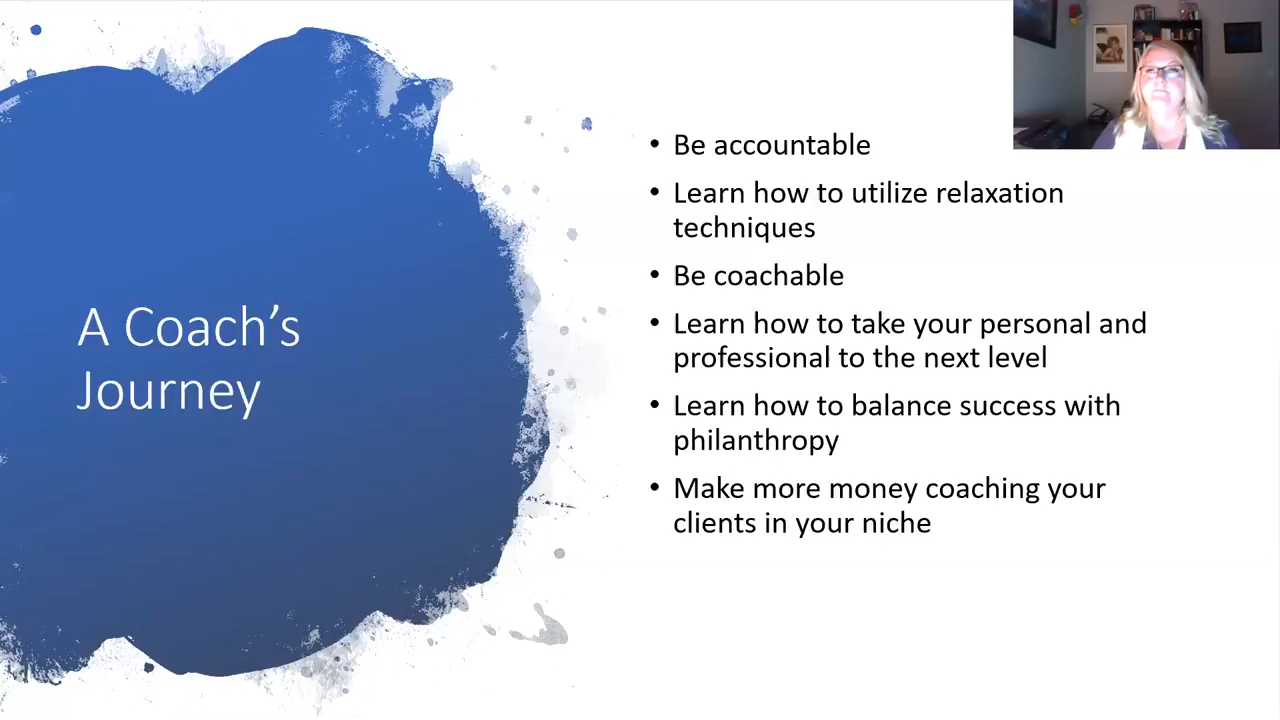 A Coach's
Journey
• Be accountable
• Learn how to utilize relaxation
techniques
• Be coachable
• Learn how to take your personal and
professional to the next level
• Learn how to balance success with
philanthropy
• Make more money coaching your
clients in your niche